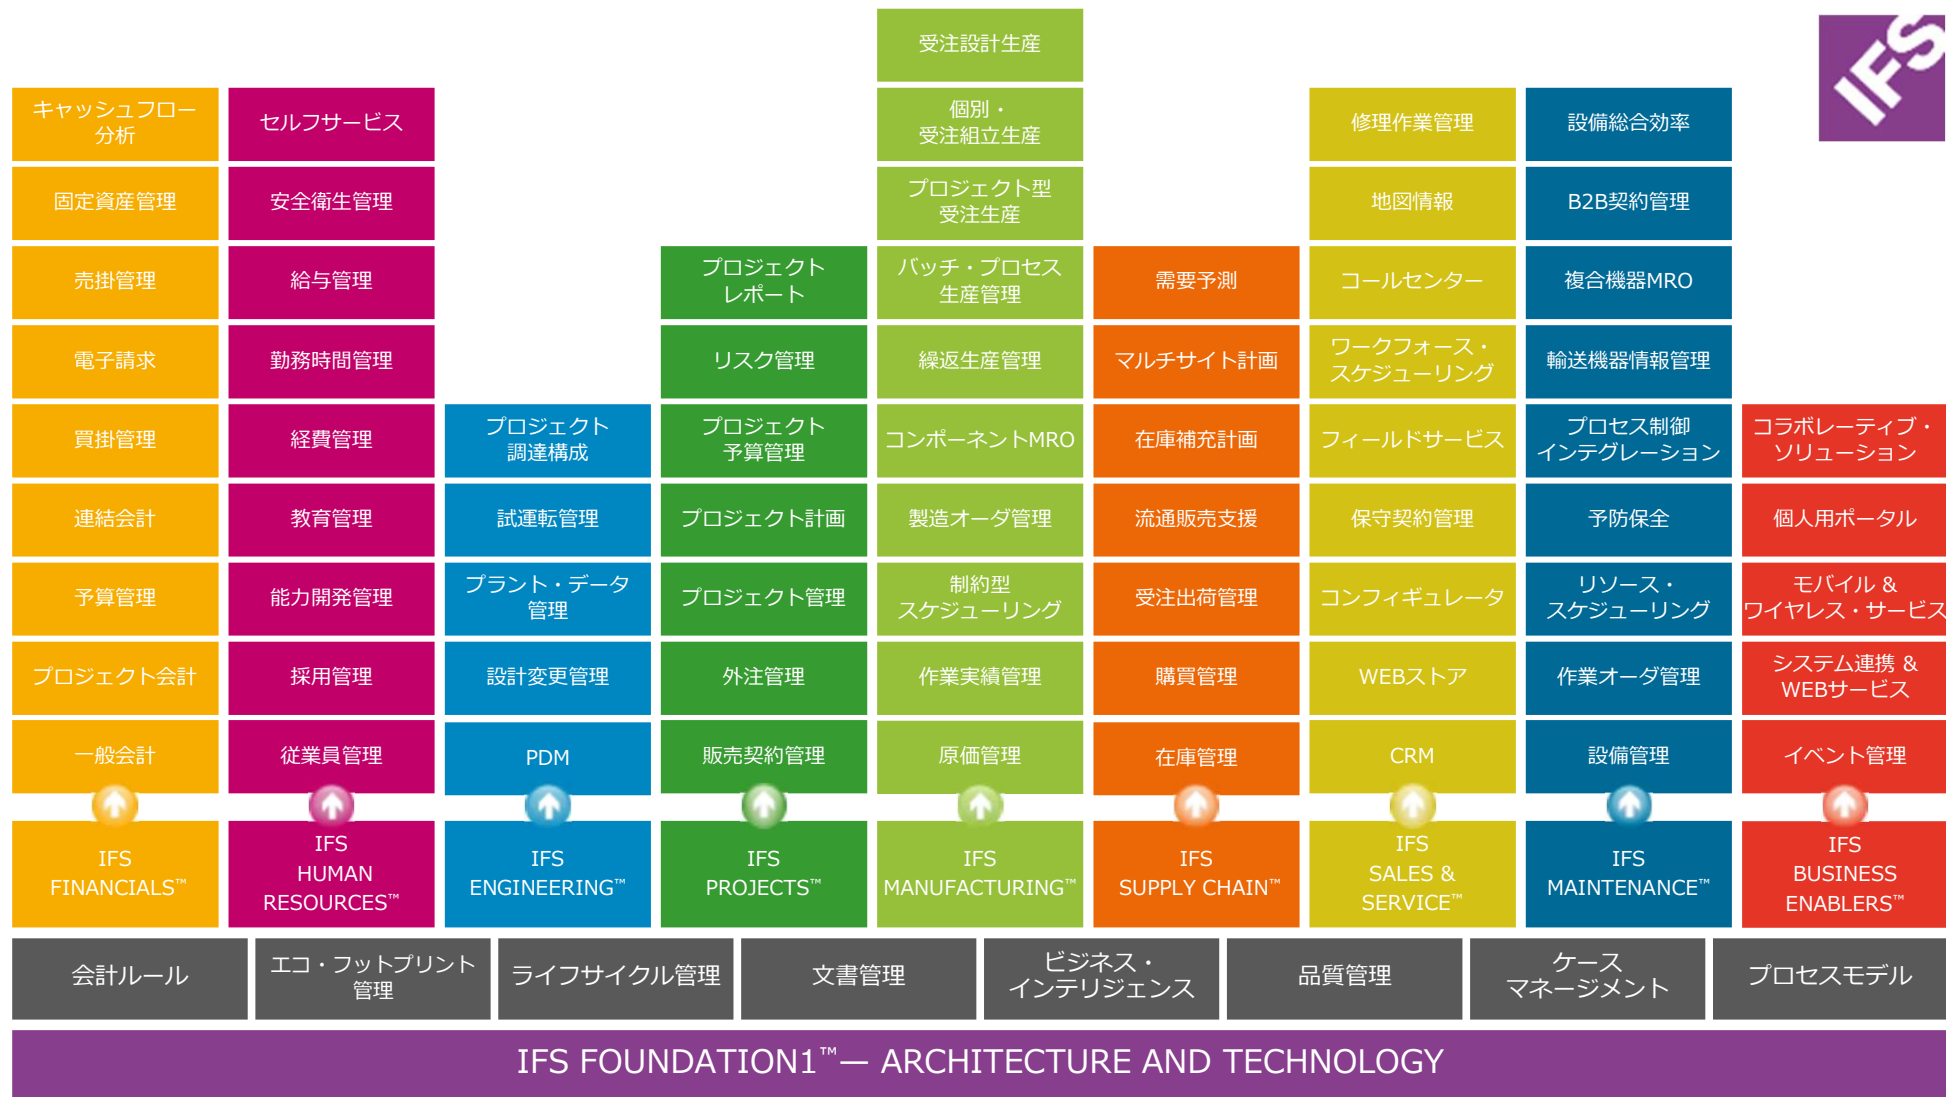 IFS
受注設計生産
キャッシュフロー
分析
セルフサービス
個別・
受注組立生産
修理作業管理
設備総合効率
固定資産管理
安全衛生管理
プロジェクト型
受注生産
地図情報
B2B契約管理
売掛管理
給与管理
プロジェクト
レポート
バッチ・プロセス
生産管理
需要予測
コールセンター
複合機器MRO
電子請求
勤務時間管理
リスク管理
繰返生産管理
マルチサイト計画
ワークフォース・
スケジューリング
輸送機器情報管理
買掛管理
経費管理
プロジェクト
調達構成
プロジェクト
予算管理
コンポーネントMRO
在庫補充計画
フィールドサービス
プロセス制御
インテグレーション
コラボレーティブ・
ソリューション
連結会計
教育管理
試運転管理
プロジェクト計画
製造オーダ管理
流通販売支援
保守契約管理
予防保全
個人用ポータル
予算管理
能力開発管理
プラント・データ
管理
プロジェクト管理
制約型
スケジューリング
受注出荷管理
コンフィギュレータ
リソース・
スケジューリング
モバイル &
ワイヤレス・サービス
プロジェクト会計
採用管理
設計変更管理
外注管理
作業実績管理
購買管理
WEBストア
作業オーダ管理
システム連携 &
WEBサービス
一般会計
従業員管理
PDM
販売契約管理
原価管理
在庫管理
CRM
設備管理
イベント管理
IFS
FINANCIALS™
IFS
HUMAN
RESOURCES™
IFS
ENGINEERING™
IFS
PROJECTS™
IFS
MANUFACTURING™
IFS
SUPPLY CHAIN™
IFS
SALES &
SERVICE™
IFS
MAINTENANCE™
IFS
BUSINESS
ENABLERS™
会計ルール
エコ・フットプリント
管理
ライフサイクル管理
文書管理
ビジネス・
インテリジェンス
品質管理
ケース
マネージメント
プロセスモデル
IFS FOUNDATION1™— ARCHITECTURE AND TECHNOLOGY